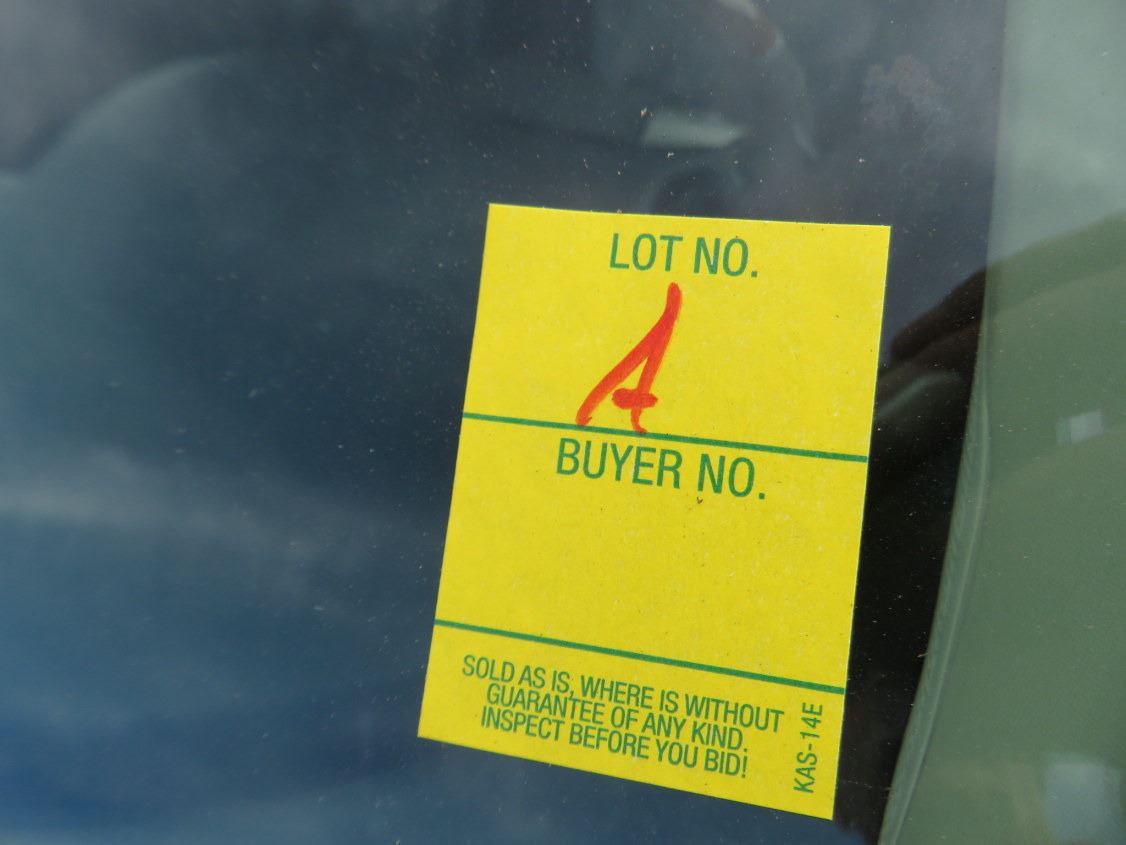 LOT NO.
A
BUYER NO.
SOLD AS IS, WHERE IS WITHOUT
GUARANTEE OF ANY KIND.
INSPECT BEFORE YOU BID!
KAS-14E